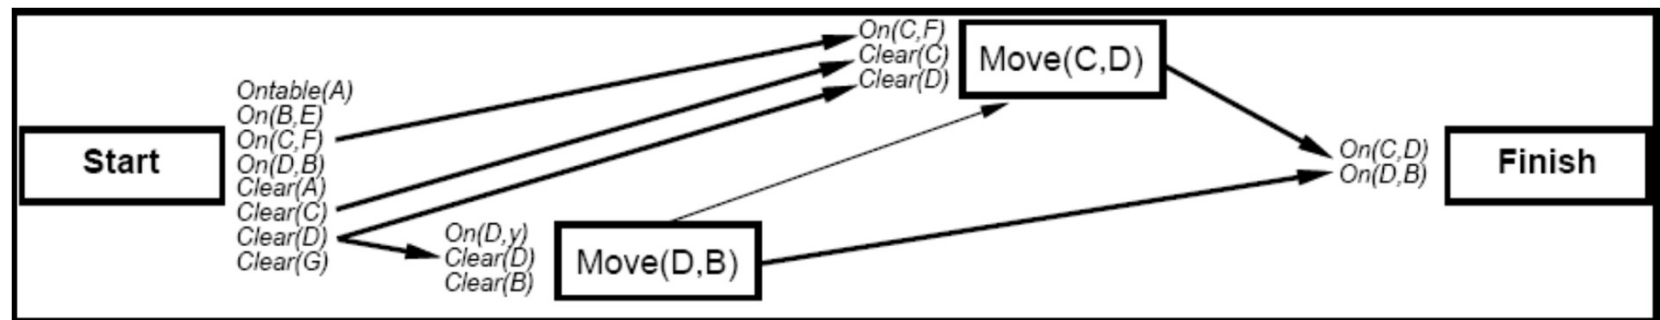 Start
Ontable(A)
On(B,E)
On(C,F)
On(D,B)
Clear(A)
Clear(C)
Clear(D)
Clear(G)
On(D,y)
Clear(D)
Clear(B)
Move(D,B)
On(C,F)
Clear(C)
Clear(D)
Move(C,D)
On(C,D)
On(D,B)
Finish